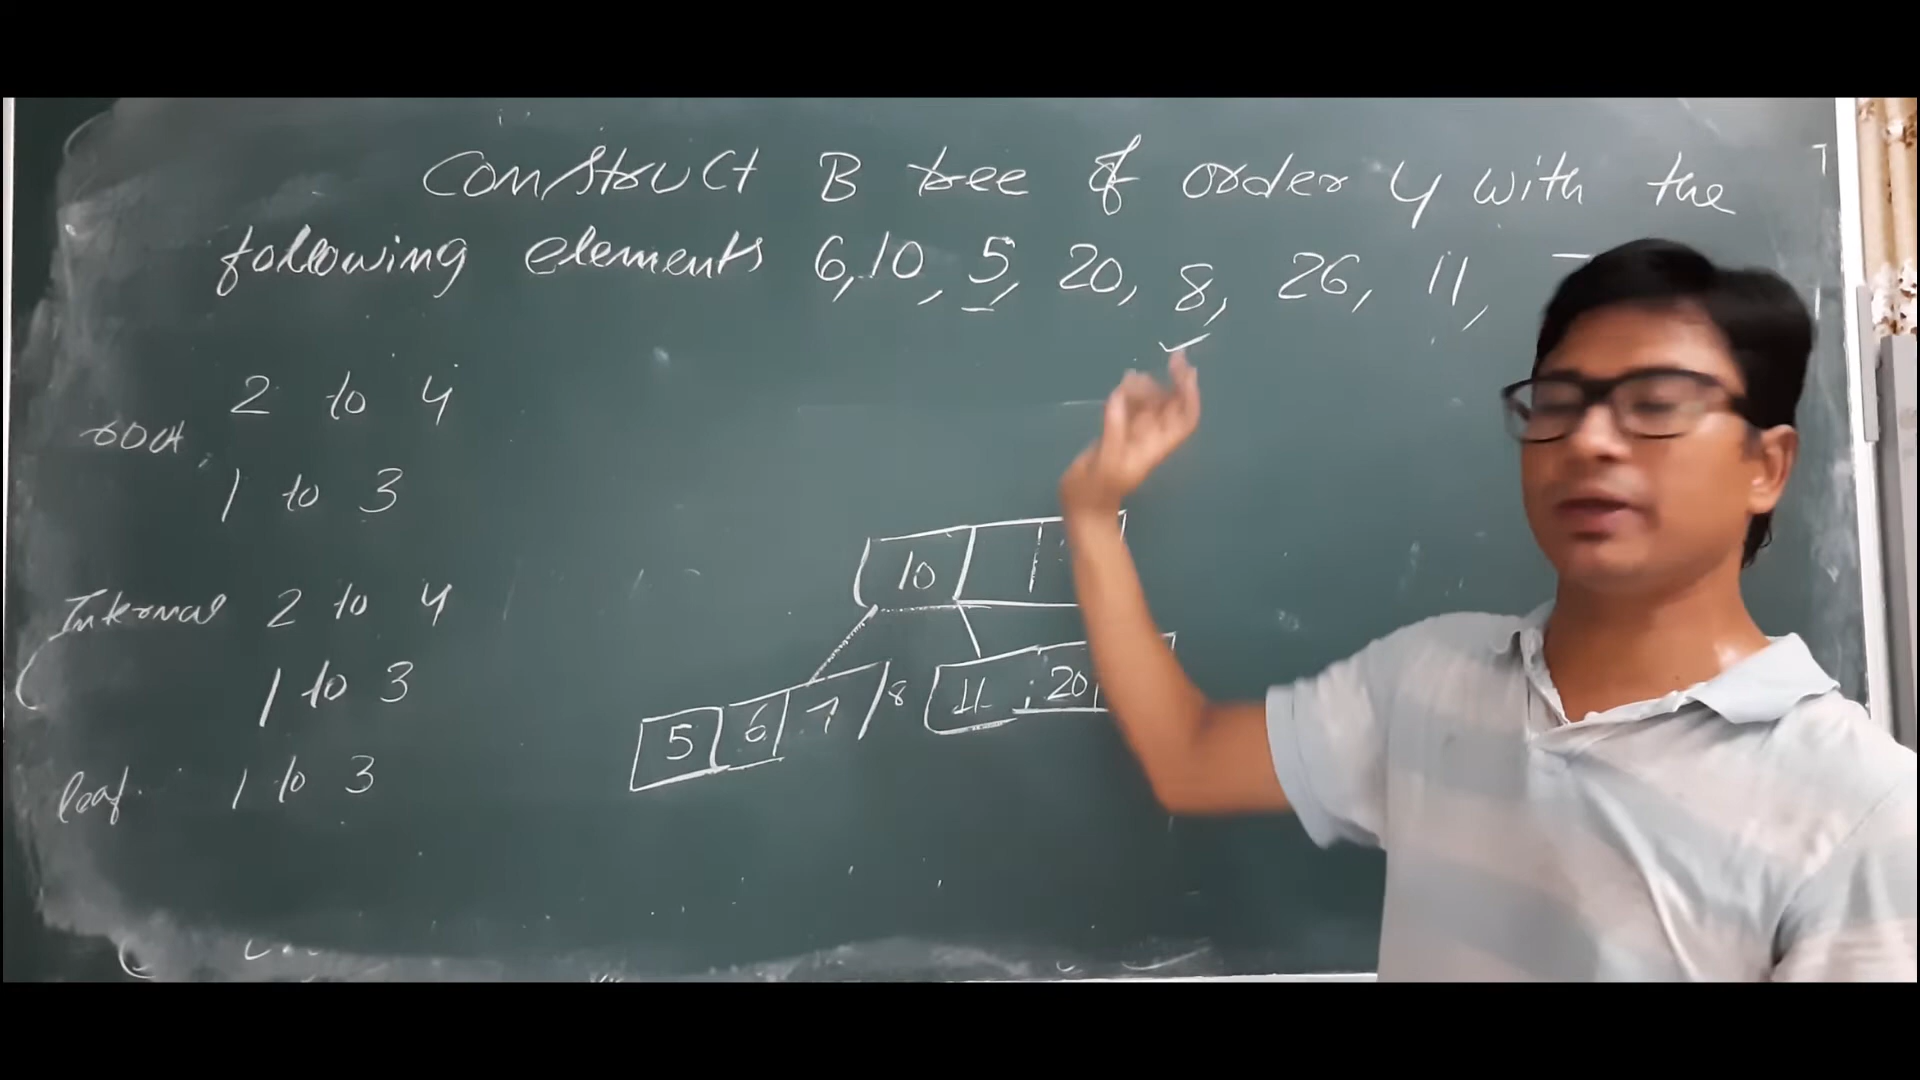 Construct B tree of order 4 with the
following elements 6, 10, 5, 20, 8, 26, 11,
2 to 4
root
1 to 3
Internal 2 to 4
1 to 3
leaf 1 to 3
10
5 6 7 8 11 20